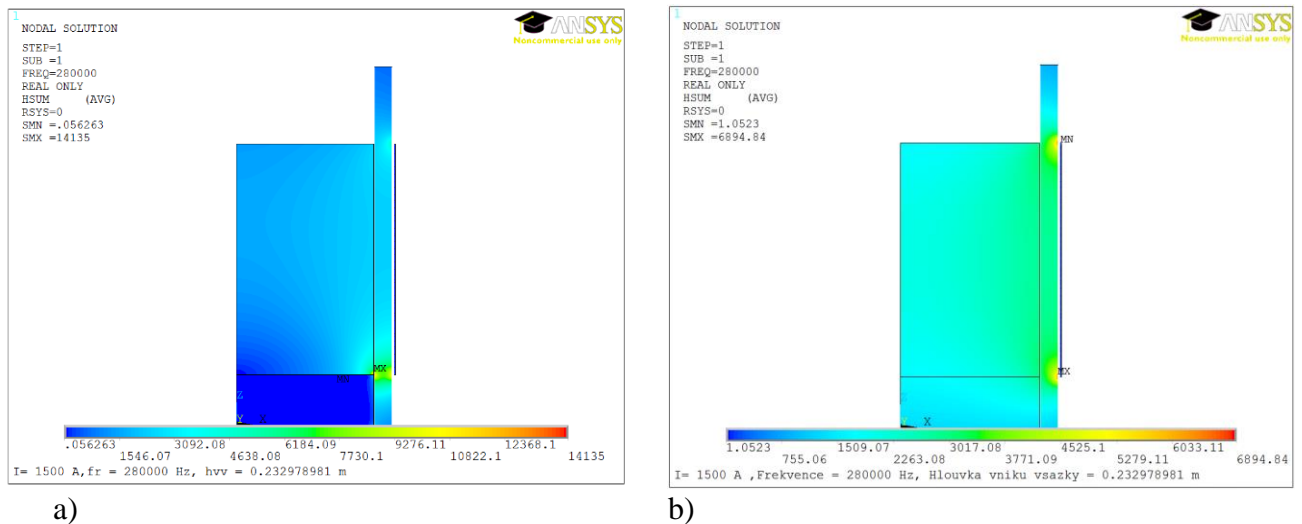 1
NODAL SOLUTION
STEP=1
SUB =1
FREQ=280000
REAL ONLY
HSUM (AVG)
RSYS=0
SMN =.056263
SMX =14135
ANSYS
Noncommercial use only
MX
MN
Z
Y X
.056263 3092.08 6184.09 9276.11 12368.1
1546.07 4638.08 7730.1 10822.1 14135
I= 1500 A,fr = 280000 Hz, hvv = 0.232978981 m
a)
1
NODAL SOLUTION
STEP=1
SUB =1
FREQ=280000
REAL ONLY
HSUM (AVG)
RSYS=0
SMN =1.0523
SMX =6894.84
ANSYS
Noncommercial use only
MN
MX
Z
Y X
1.0523 1509.07 3017.08 4525.1 6033.11
755.06 2263.08 3771.09 5279.11 6894.84
I= 1500 A ,Frekvence = 280000 Hz, Hlouvka vniku vsazky = 0.232978981 m
b)